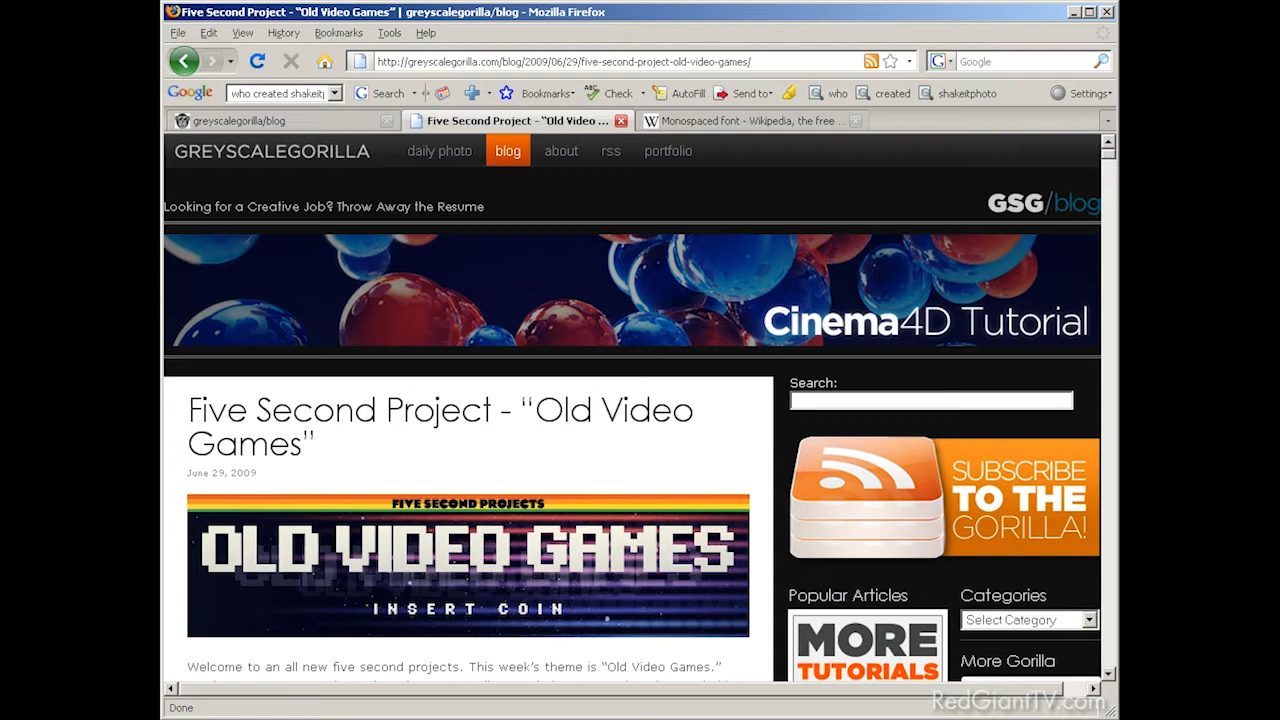 Five Second Project - “Old Video Games” | greyscalegorilla/blog - Mozilla Firefox
File Edit View History Bookmarks Tools Help
http://greyscalegorilla.com/blog/2009/06/29/five-second-project-old-video-games/
G Google
Google who created shakeitp G Search Bookmarks ABC Check AutoFill Send to who created shakeitphoto Settings
greyscalegorilla/blog Five Second Project - “Old Video ... W Monospaced font - Wikipedia, the free ...
GREYSCALEGORILLA daily photo blog about rss portfolio
Looking for a Creative Job? Throw Away the Resume
GSG/blog
Cinema4D Tutorial
Five Second Project - “Old Video
Games”
June 29, 2009
FIVE SECOND PROJECTS
OLD VIDEO GAMES
INSERT COIN
Welcome to an all new five second projects. This week’s theme is “Old Video Games.”
Search:
SUBSCRIBE
TO THE
GORILLA!
Popular Articles
MORE
TUTORIALS
Categories
Select Category
More Gorilla
Done
RedGiantTV.com